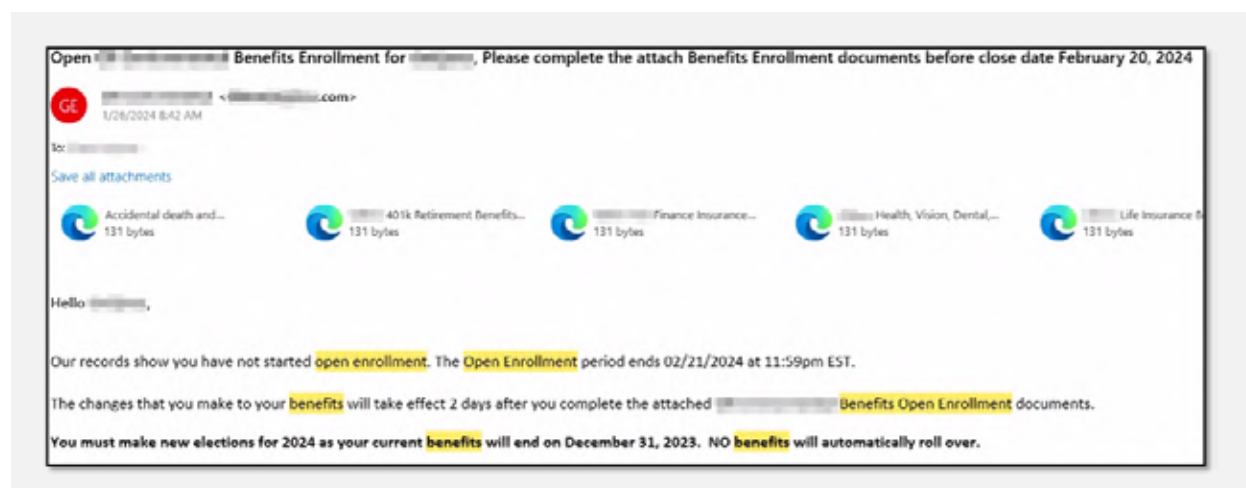 Open Benefits Enrollment for , Please complete the attach Benefits Enrollment documents before close date February 20, 2024
GE
< .com>
1/26/2024 8:42 AM
To:
Save all attachments
Accidental death and...
131 bytes
401k Retirement Benefits...
131 bytes
Finance Insurance...
131 bytes
Health, Vision, Dental,...
131 bytes
Life Insurance
131 bytes
Hello ,
Our records show you have not started open enrollment. The Open Enrollment period ends 02/21/2024 at 11:59pm EST.
The changes that you make to your benefits will take effect 2 days after you complete the attached Benefits Open Enrollment documents.
You must make new elections for 2024 as your current benefits will end on December 31, 2023. NO benefits will automatically roll over.